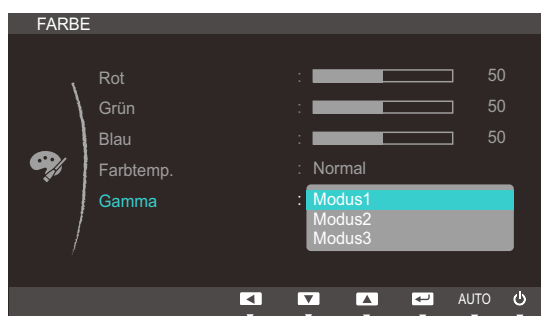 FARBE
Rot : 50
Grün : 50
Blau : 50
Farbtemp. : Normal
Gamma : Modus1
Modus2
Modus3
AUTO